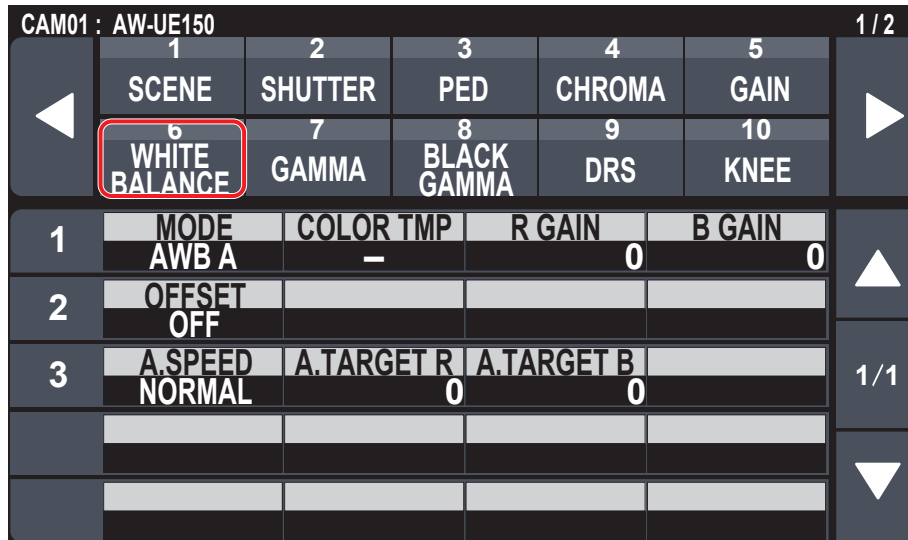 CAM01 : AW-UE150 1 / 2
1 2 3 4 5
SCENE SHUTTER PED CHROMA GAIN
6 7 8 9 10
WHITE BALANCE GAMMA BLACK GAMMA DRS KNEE
1 MODE COLOR TMP R GAIN B GAIN
AWB A – 0 0
2 OFFSET
OFF
3 A.SPEED A.TARGET R A.TARGET B 1/1
NORMAL 0 0